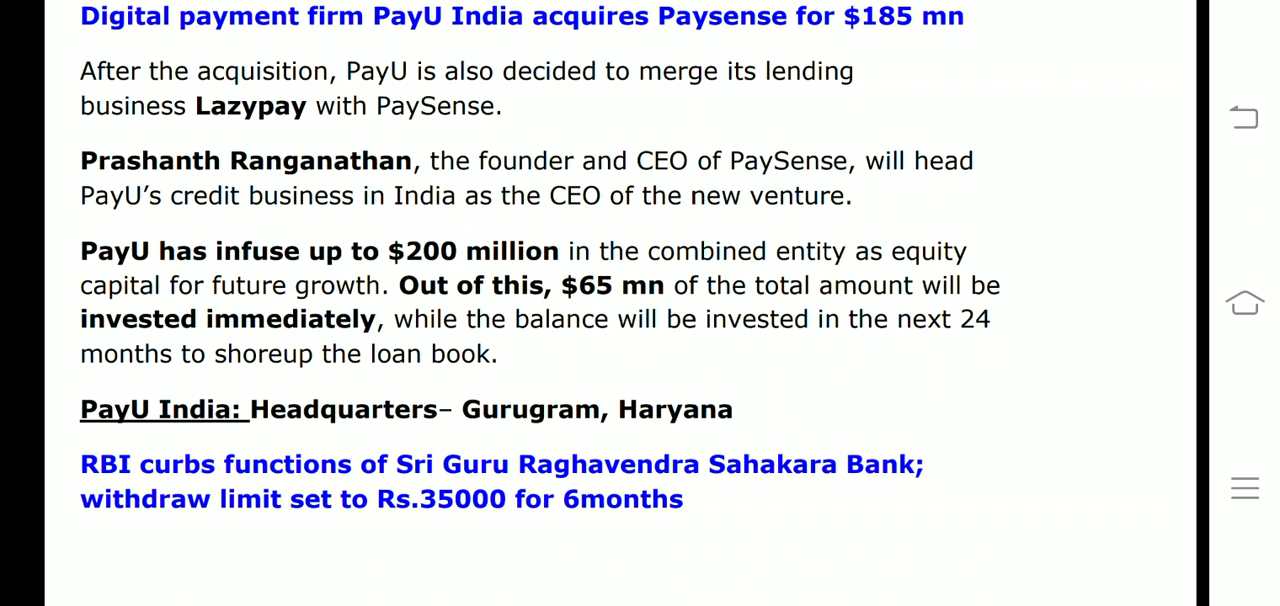 Digital payment firm PayU India acquires Paysense for $185 mn
After the acquisition, PayU is also decided to merge its lending
business Lazypay with PaySense.
Prashanth Ranganathan, the founder and CEO of PaySense, will head
PayU’s credit business in India as the CEO of the new venture.
PayU has infuse up to $200 million in the combined entity as equity
capital for future growth. Out of this, $65 mn of the total amount will be
invested immediately, while the balance will be invested in the next 24
months to shoreup the loan book.
PayU India: Headquarters– Gurugram, Haryana
RBI curbs functions of Sri Guru Raghavendra Sahakara Bank;
withdraw limit set to Rs.35000 for 6months